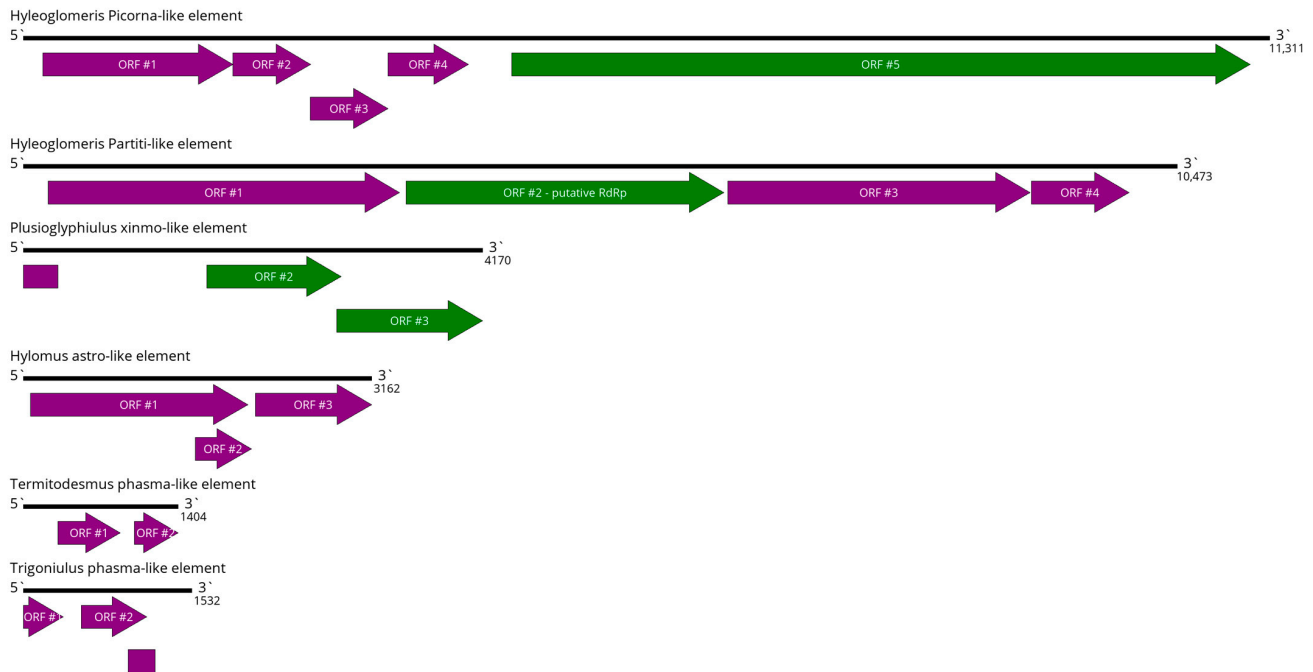 Hyleoglomeris Picorna-like element
5` 3`
11,311
ORF #1 ORF #2 ORF #4 ORF #5
ORF #3
Hyleoglomeris Partiti-like element
5` 3`
10,473
ORF #1 ORF #2 - putative RdRp ORF #3 ORF #4
Plusioglyphiulus xinmo-like element
5` 3`
4170
ORF #2
ORF #3
Hylomus astro-like element
5` 3`
3162
ORF #1 ORF #3
ORF #2
Termitodesmus phasma-like element
5` 3`
1404
ORF #1 ORF #2
Trigoniulus phasma-like element
5` 3`
1532
ORF #1 ORF #2